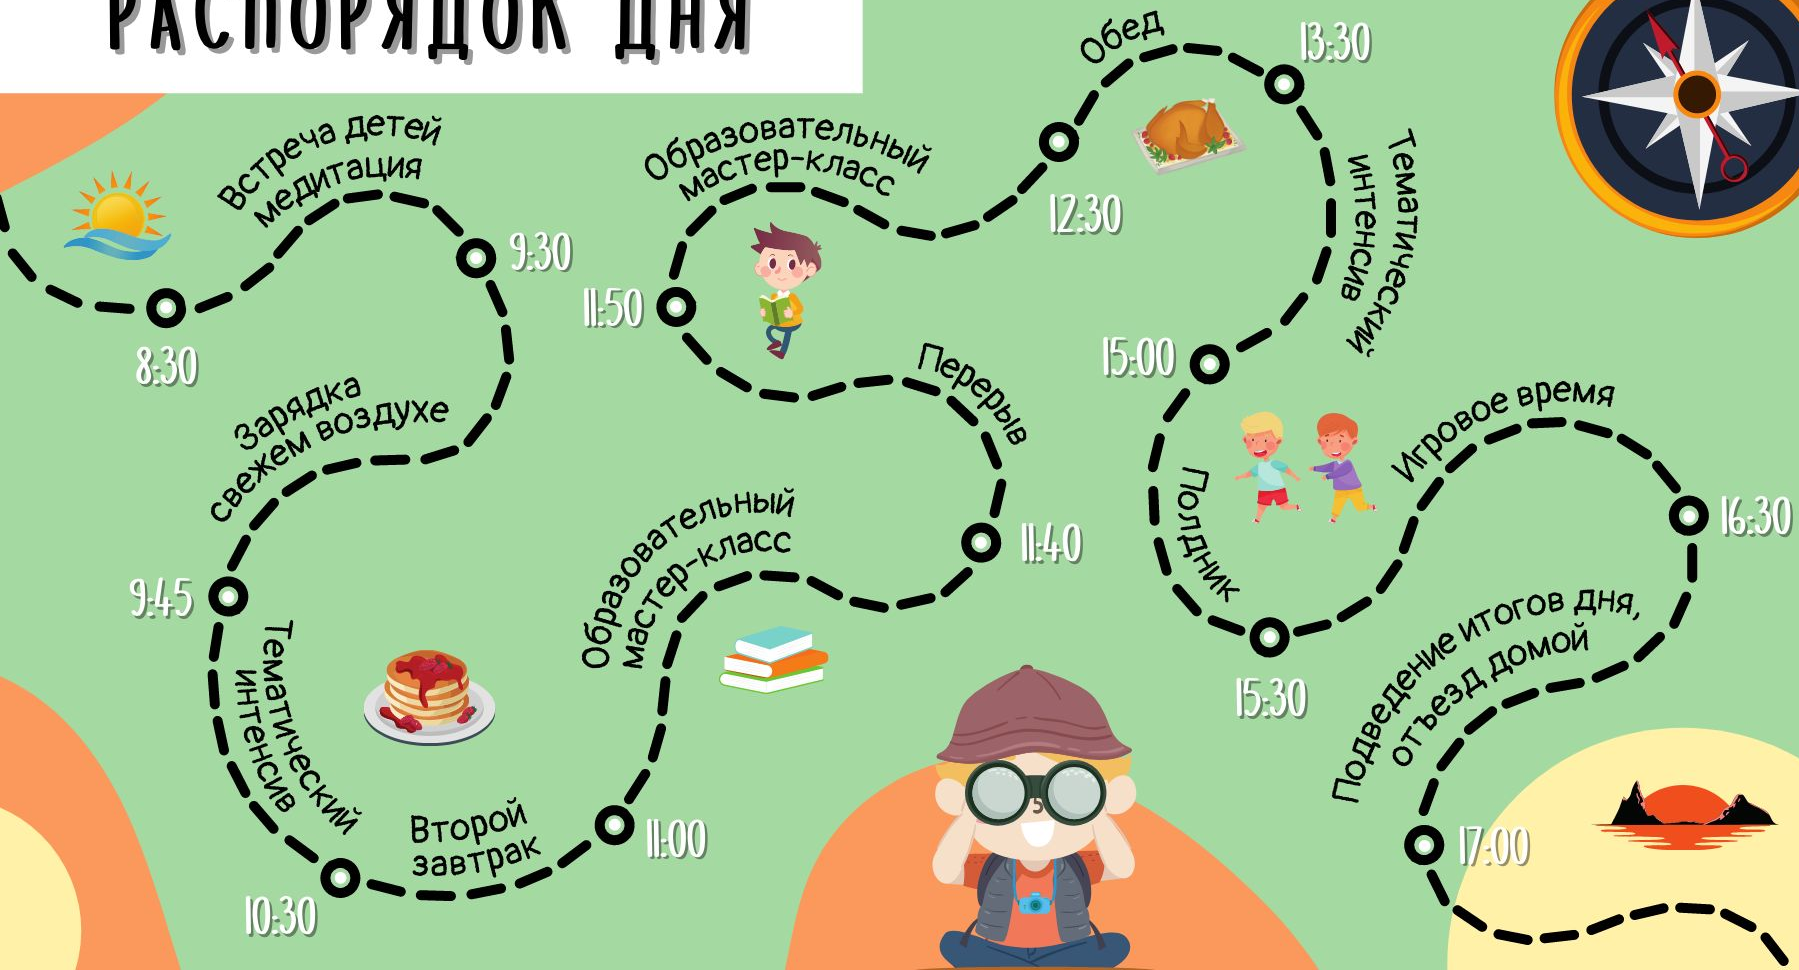 РАСПОРЯДОК ДНЯ
8:30
Встреча детей
медитация
9:30
Зарядка
свежем воздухе
9:45
Тематический
интенсив
10:30
Второй
завтрак
11:00
Образовательный
мастер-класс
11:40
Перерыв
11:50
Образовательный
мастер-класс
12:30
Обед
13:30
Тематический
интенсив
15:00
Полдник
15:30
Игровое время
16:30
Подведение итогов дня,
отъезд домой
17:00